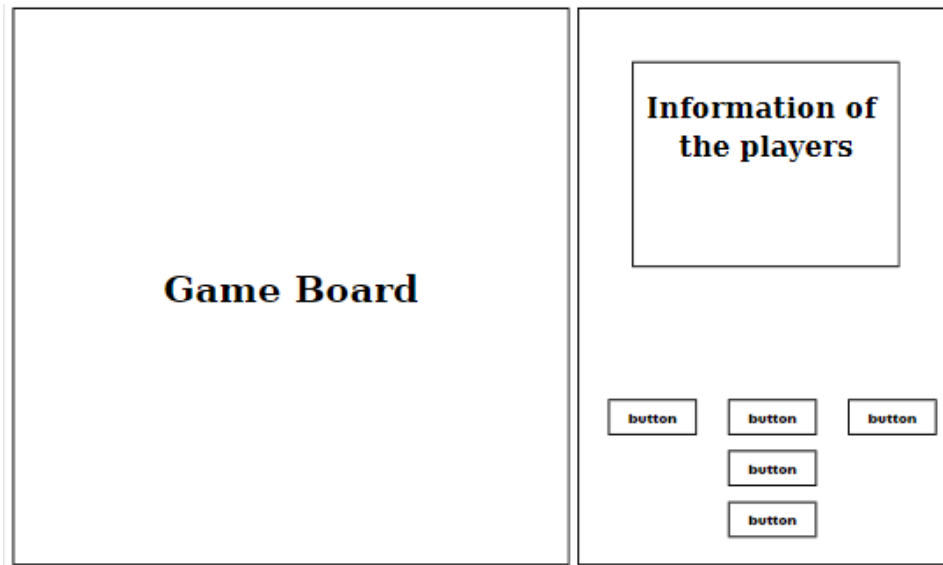 Information of
the players
Game Board
button button button
button
button